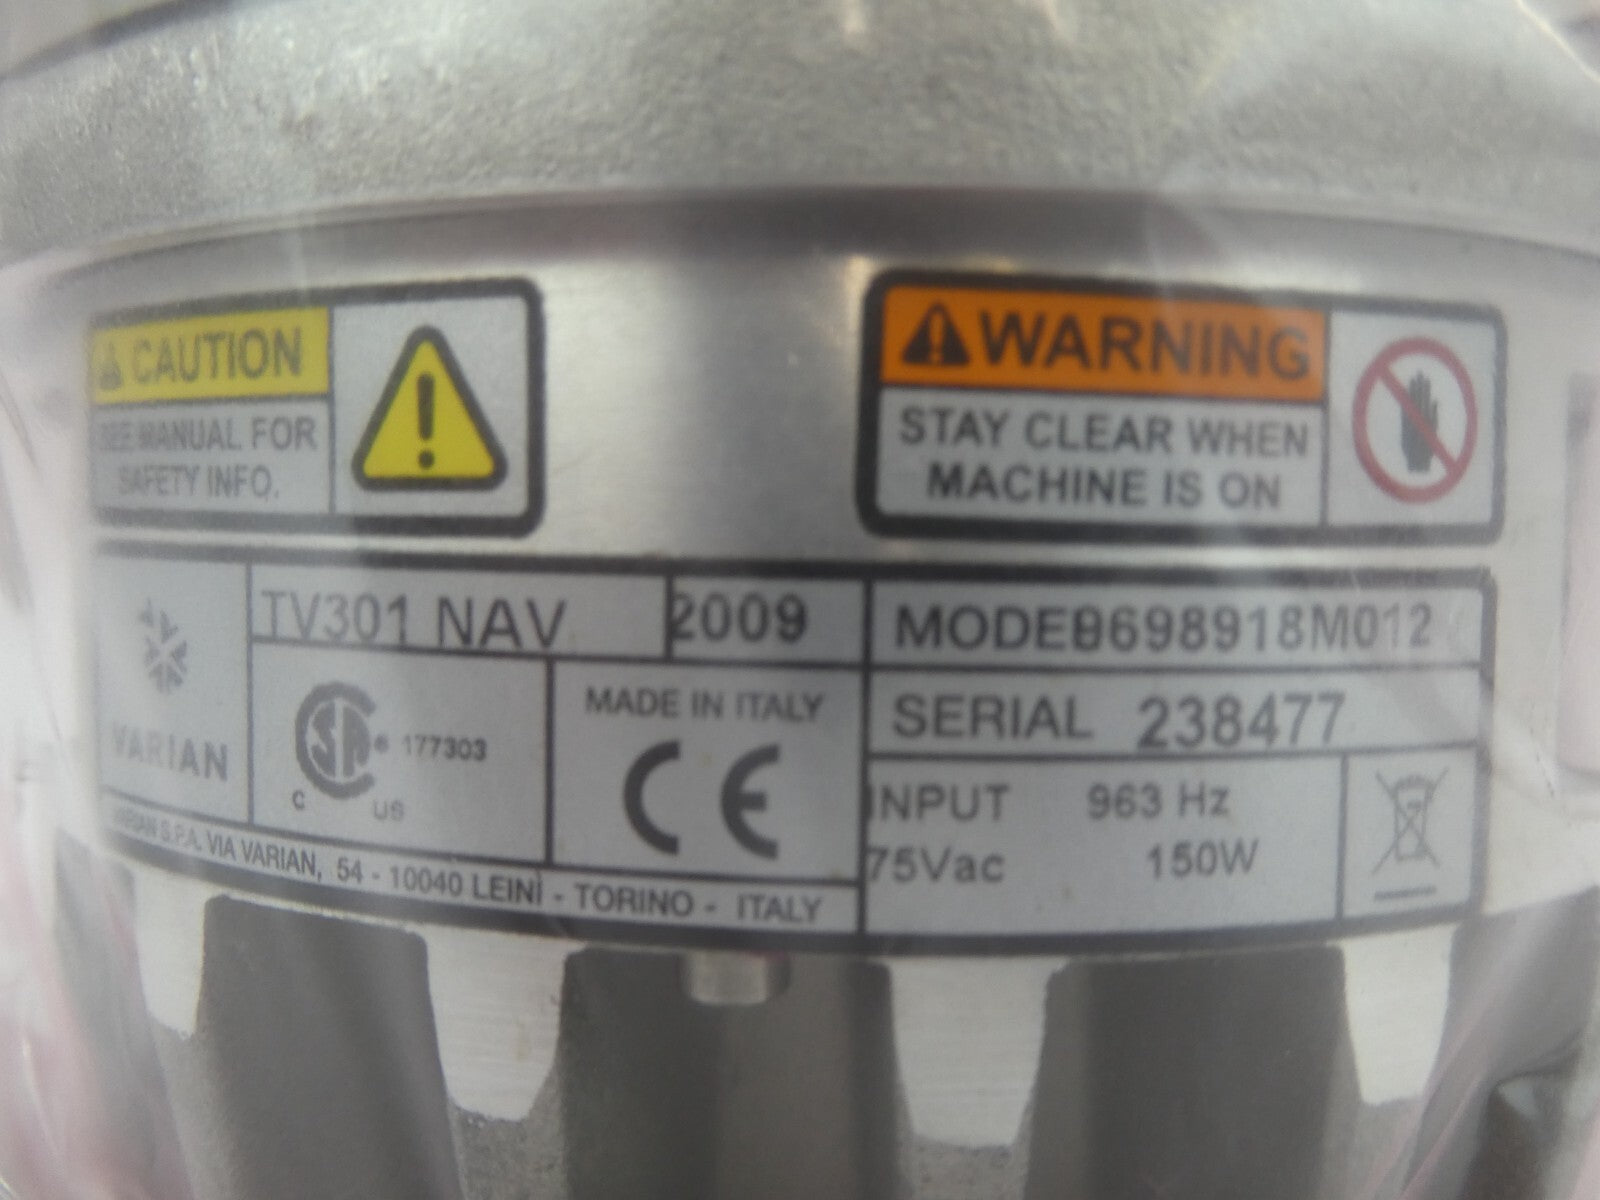 CAUTION
SEE MANUAL FOR
SAFETY INFO.
WARNING
STAY CLEAR WHEN
MACHINE IS ON
TV301 NAV 2009
VARIAN
® 177303
C US
MADE IN ITALY
CE
VARIAN S.P.A. VIA VARIAN, 54 - 10040 LEINÌ - TORINO - ITALY
MODEL 9698918M012
SERIAL 238477
INPUT 963 Hz
75Vac 150W